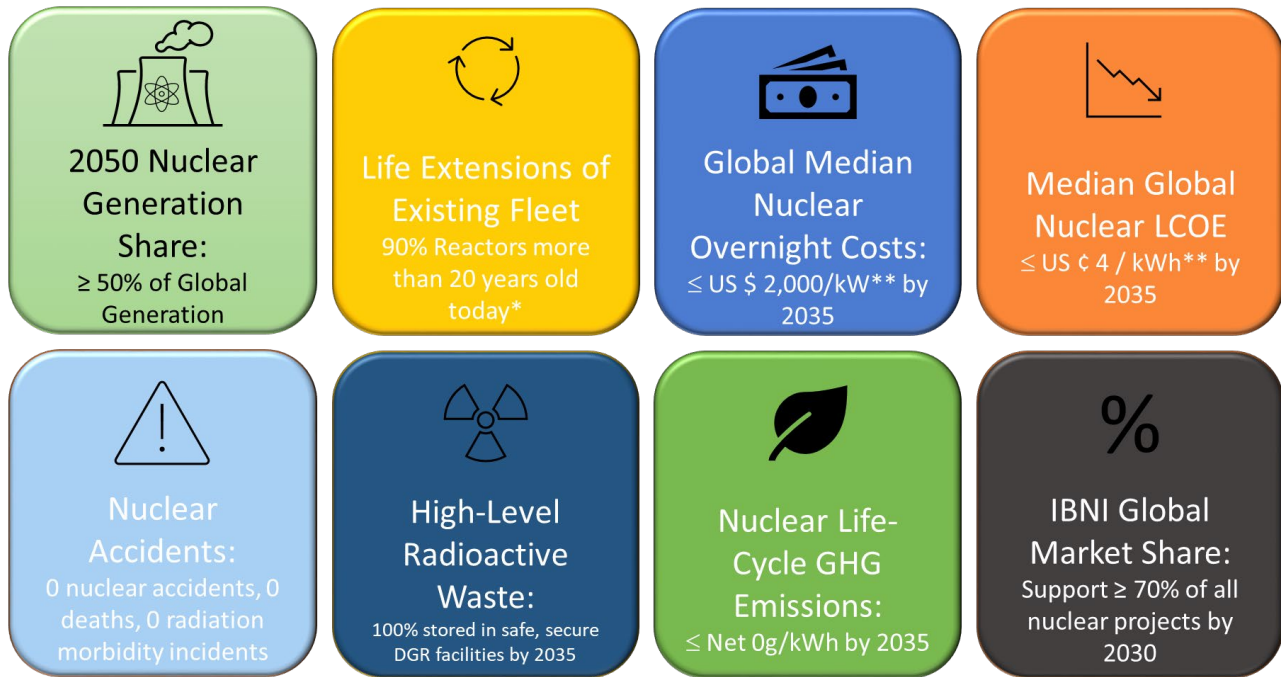 2050 Nuclear
Generation
Share:
≥ 50% of Global
Generation
Life Extensions of
Existing Fleet
90% Reactors more
than 20 years old
today*
Global Median
Nuclear
Overnight Costs:
≤ US $ 2,000/kW** by
2035
Median Global
Nuclear LCOE
≤ US ¢ 4 / kWh** by
2035
Nuclear
Accidents:
0 nuclear accidents, 0
deaths, 0 radiation
morbidity incidents
High-Level
Radioactive
Waste:
100% stored in safe, secure
DGR facilities by 2035
Nuclear Life-
Cycle GHG
Emissions:
≤ Net 0g/kWh by 2035
%
IBNI Global
Market Share:
Support ≥ 70% of all
nuclear projects by
2030